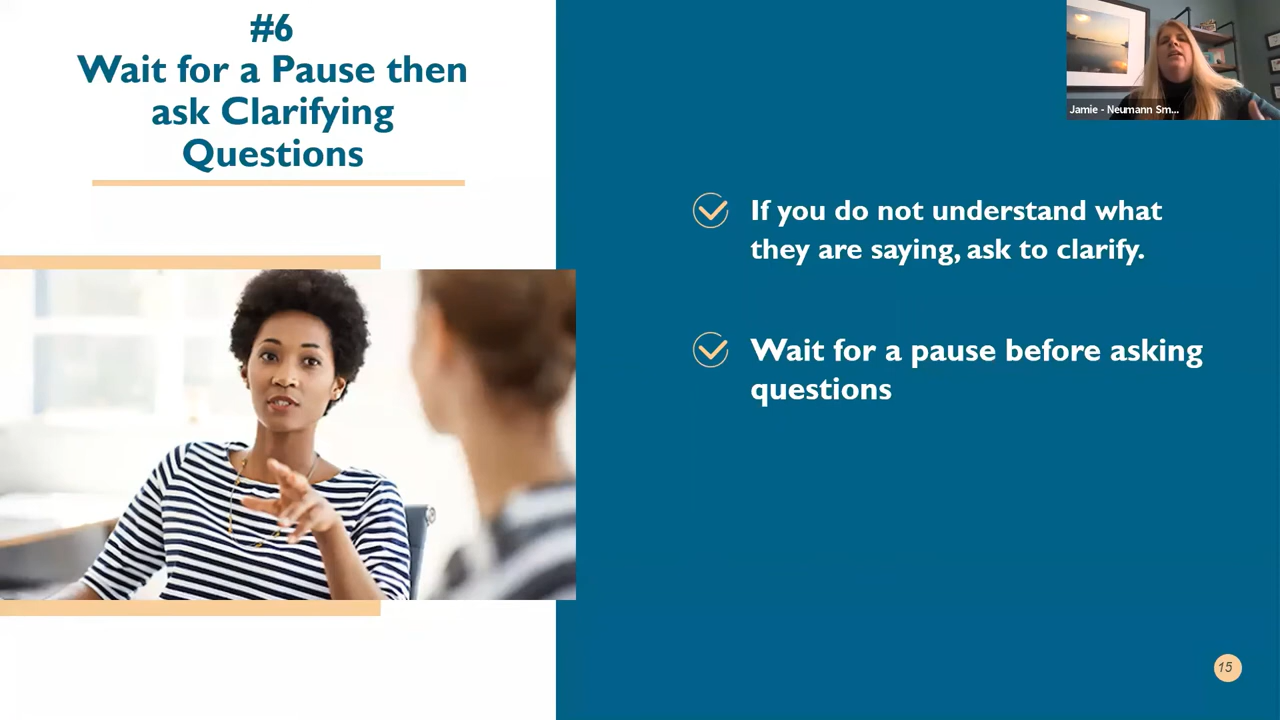 #6
Wait for a Pause then
ask Clarifying
Questions
If you do not understand what
they are saying, ask to clarify.
Wait for a pause before asking
questions
Jamie - Neumann Sm...
15